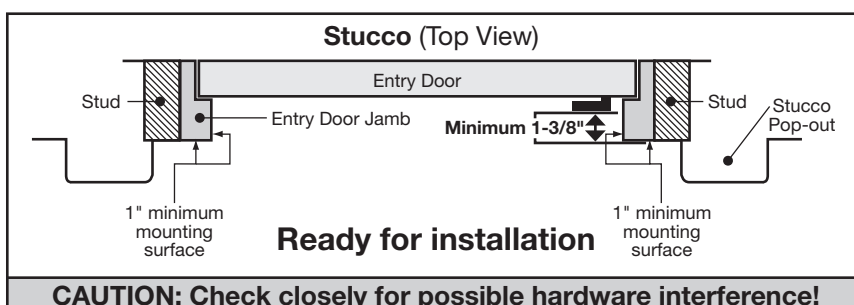 Stucco (Top View)
Entry Door
Stud
Entry Door Jamb
Minimum 1-3/8"
Stud
Stucco
Pop-out
1" minimum
mounting
surface
Ready for installation
1" minimum
mounting
surface
CAUTION: Check closely for possible hardware interference!